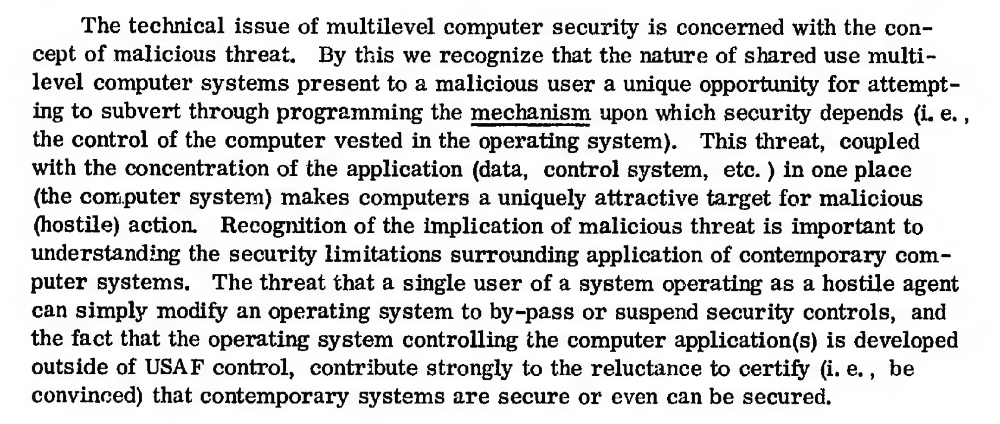 The technical issue of multilevel computer security is concerned with the con-
cept of malicious threat. By this we recognize that the nature of shared use multi-
level computer systems present to a malicious user a unique opportunity for attempt-
ing to subvert through programming the mechanism upon which security depends (i. e. ,
the control of the computer vested in the operating system). This threat, coupled
with the concentration of the application (data, control system, etc. ) in one place
(the computer system) makes computers a uniquely attractive target for malicious
(hostile) action. Recognition of the implication of malicious threat is important to
understanding the security limitations surrounding application of contemporary com-
puter systems. The threat that a single user of a system operating as a hostile agent
can simply modify an operating system to by-pass or suspend security controls, and
the fact that the operating system controlling the computer application(s) is developed
outside of USAF control, contribute strongly to the reluctance to certify (i. e. , be
convinced) that contemporary systems are secure or even can be secured.